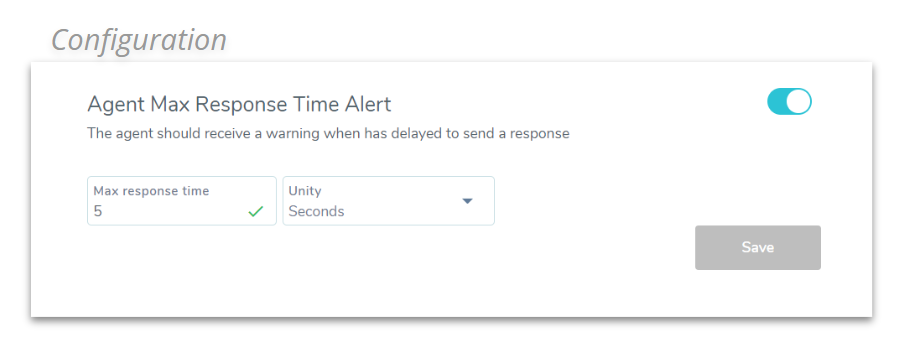 Configuration
Agent Max Response Time Alert
The agent should receive a warning when has delayed to send a response
Max response time
5
Unity
Seconds
Save